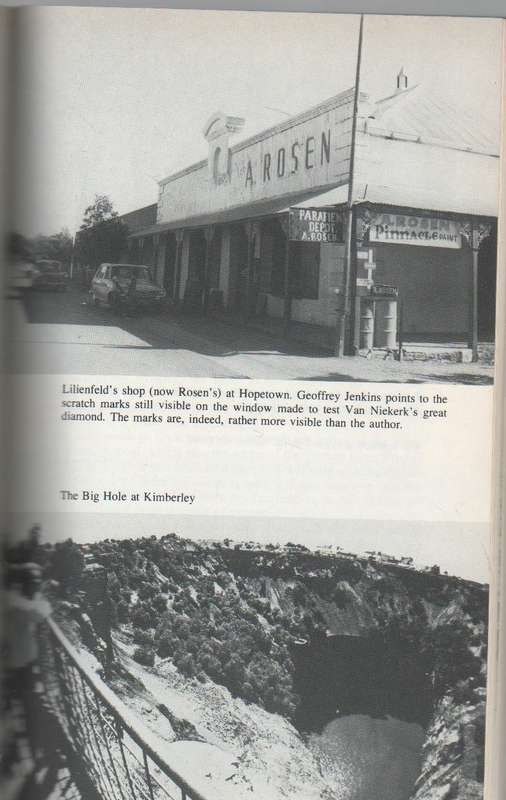 A. ROSEN
PARAFIEN
DEPOT
A. ROSEN
A. ROSEN
Pinnacle PAINT
Lilienfeld's shop (now Rosen's) at Hopetown. Geoffrey Jenkins points to the
scratch marks still visible on the window made to test Van Niekerk's great
diamond. The marks are, indeed, rather more visible than the author.
The Big Hole at Kimberley